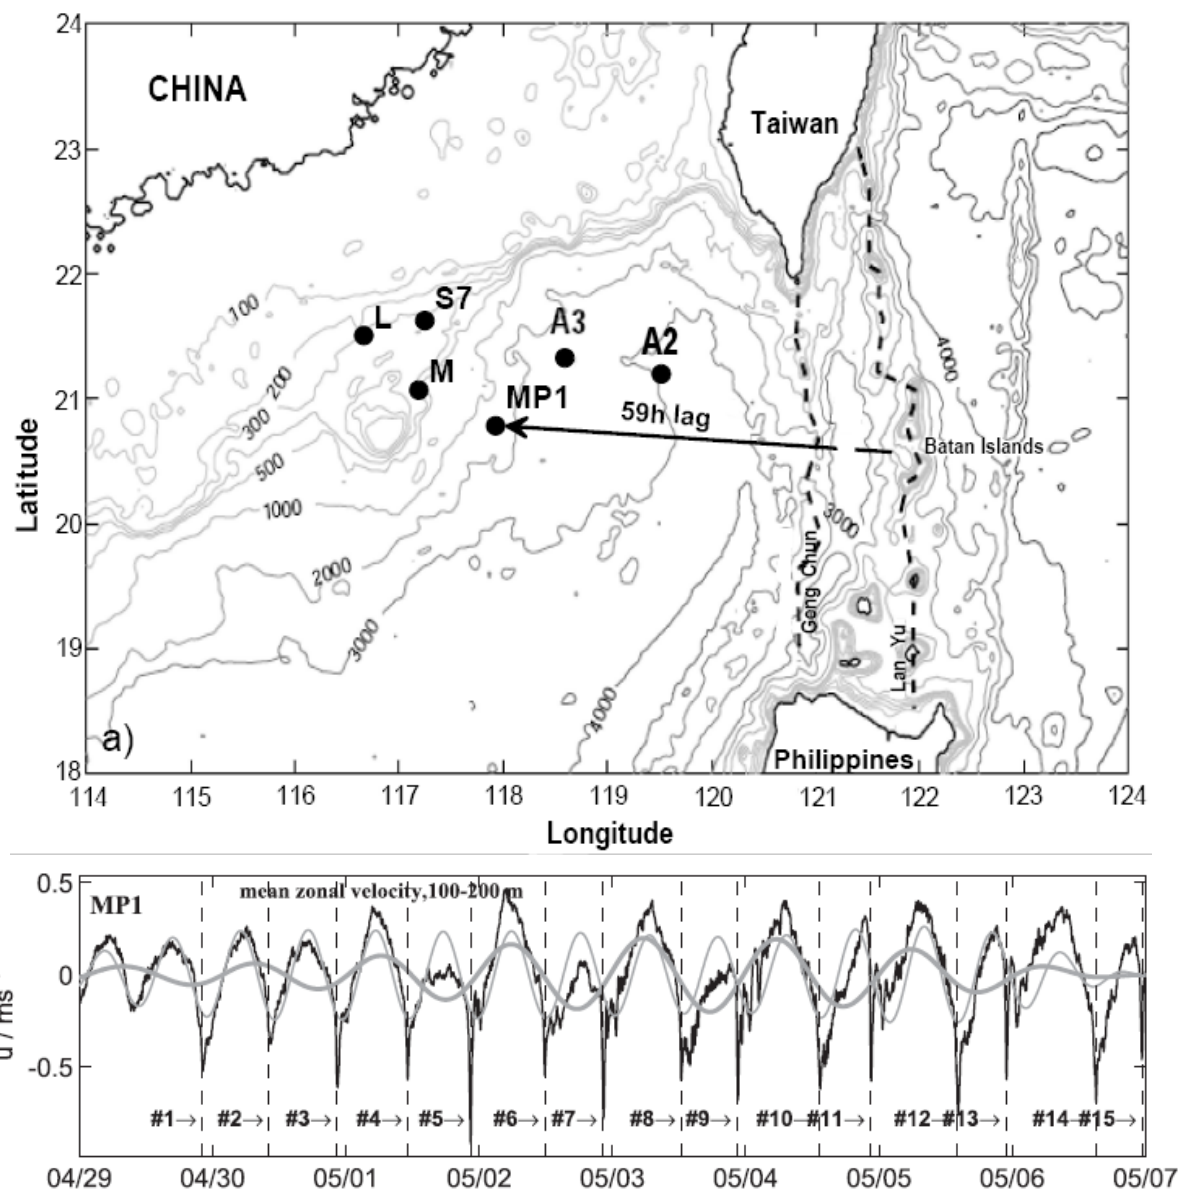 24
CHINA
Taiwan
23
22
100
S7
L
A3
A2
200
M
4000
21
MP1
300
59h lag
Batan Islands
500
Latitude
1000
20
3000
2000
Geng Chun
3000
19
Lan Yu
4000
a)
Philippines
18
114 115 116 117 118 119 120 121 122 123 124
Longitude
0.5
MP1
mean zonal velocity,100-200 m
0
-0.5
#1→ #2→ #3→ #4→ #5→ #6→ #7→ #8→ #9→ #10→ #11→ #12→ #13→ #14→ #15→
04/29 04/30 05/01 05/02 05/03 05/04 05/05 05/06 05/07